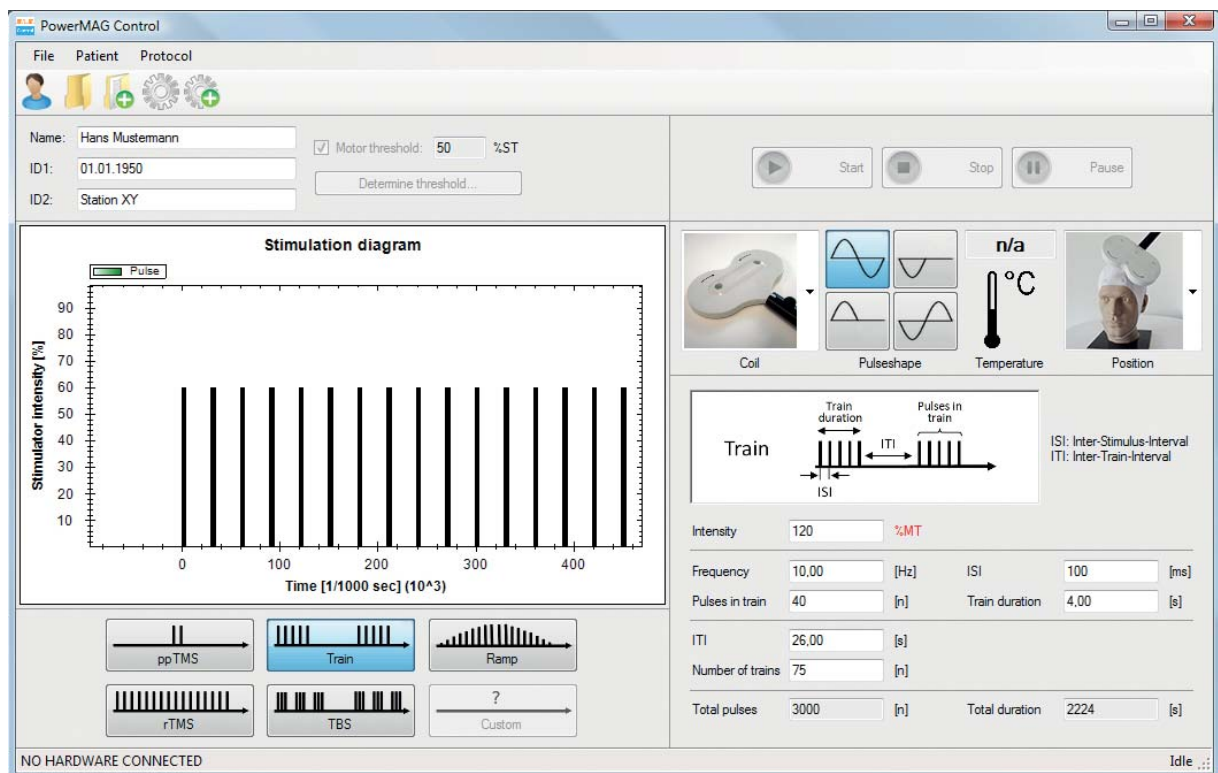 PowerMAG Control
File Patient Protocol
Name: Hans Mustermann
ID1: 01.01.1950
ID2: Station XY
Motor threshold: 50 %ST
Determine threshold...
Start Stop Pause
Stimulation diagram
Pulse
Stimulator intensity [%]
90
80
70
60
50
40
30
20
10
0 100 200 300 400
Time [1/1000 sec] (10^3)
ppTMS Train Ramp
rTMS TBS ? Custom
n/a
°C
Coil Pulseshape Temperature Position
Train
Train duration
Pulses in train
ITI
ISI
ISI: Inter-Stimulus-Interval
ITI: Inter-Train-Interval
Intensity 120 %MT
Frequency 10,00 [Hz] ISI 100 [ms]
Pulses in train 40 [n] Train duration 4,00 [s]
ITI 26,00 [s]
Number of trains 75 [n]
Total pulses 3000 [n] Total duration 2224 [s]
NO HARDWARE CONNECTED Idle